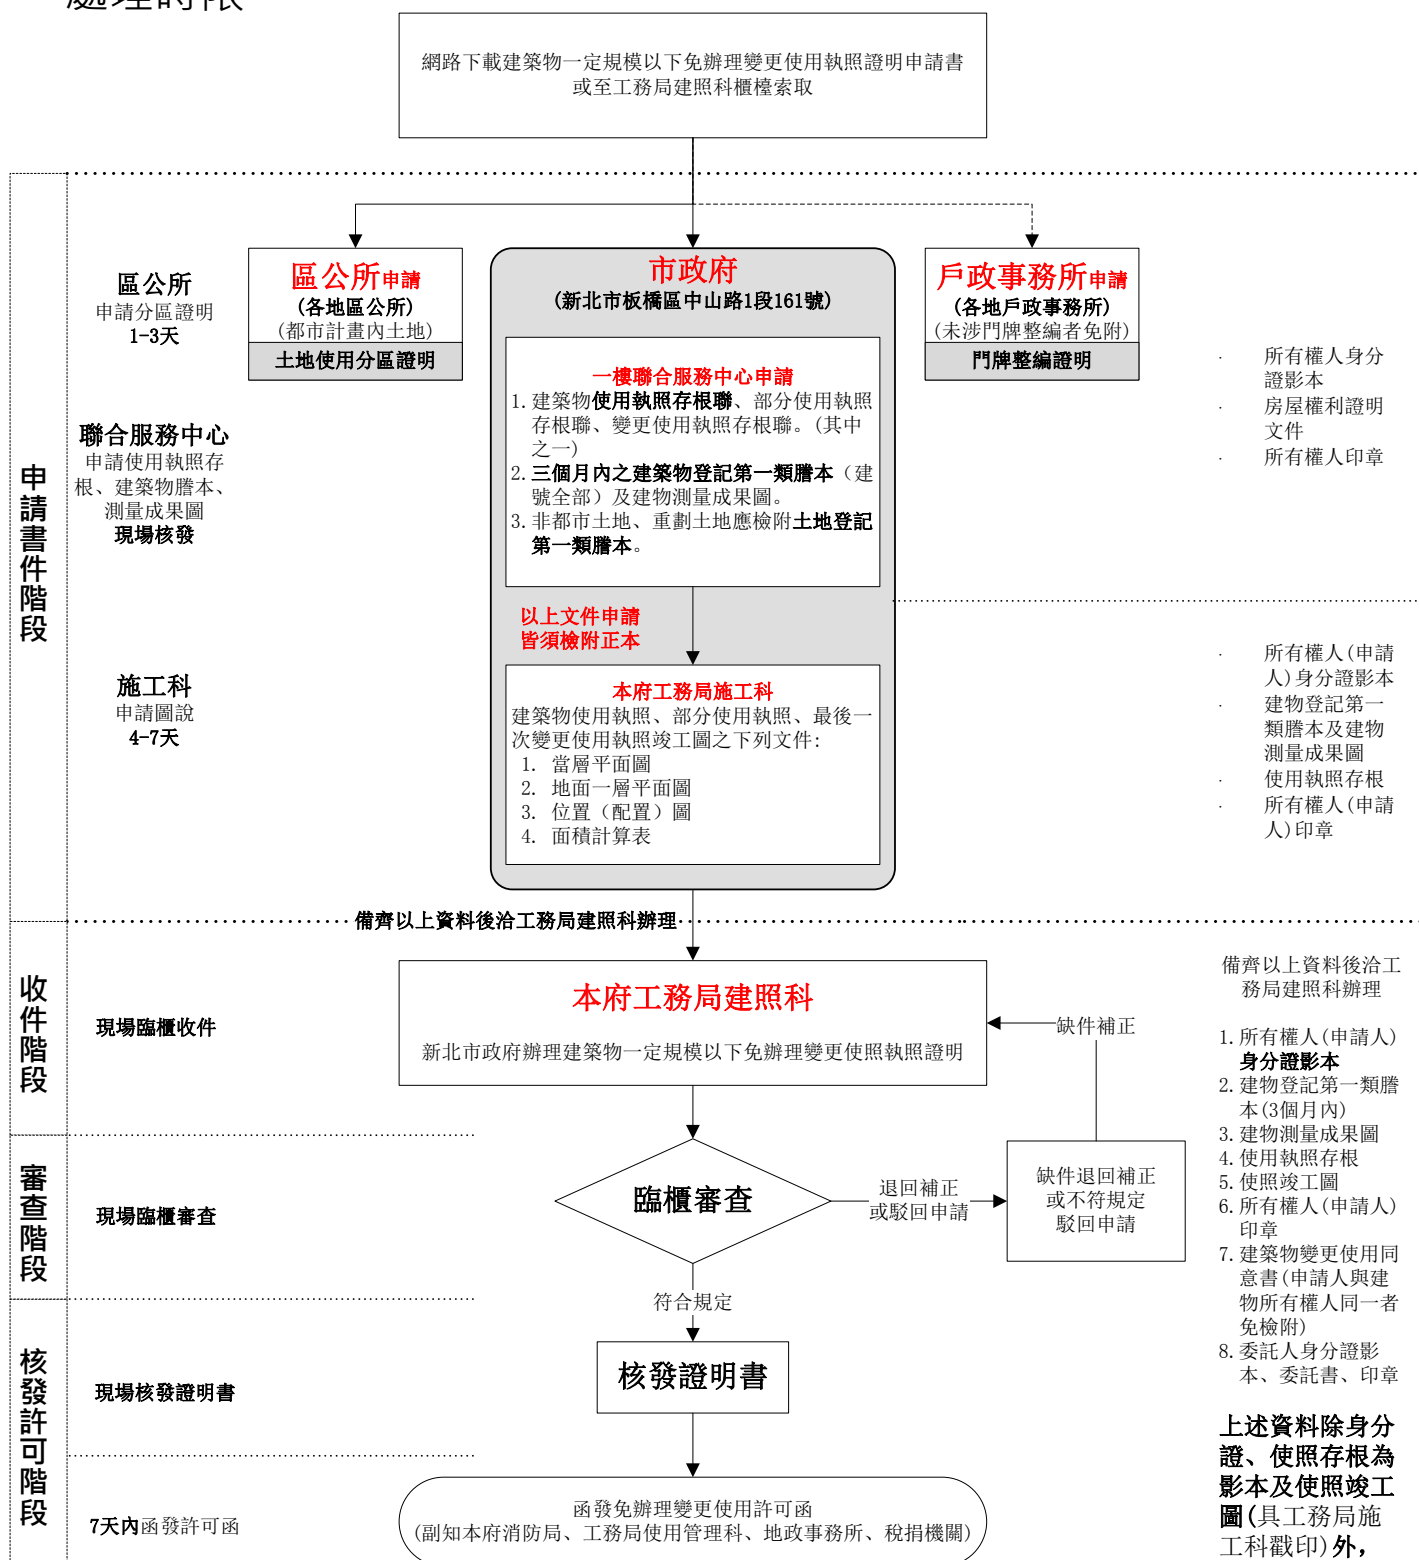 處理時限
網路下載建築物一定規模以下免辦理變更使用執照證明申請書
或至工務局建照科櫃檯索取
申請書件階段
區公所
申請分區證明
1-3天
區公所申請
(各地區公所)
(都市計畫內土地)
土地使用分區證明
市政府
(新北市板橋區中山路1段161號)
戶政事務所申請
(各地戶政事務所)
(未涉門牌整編者免附)
門牌整編證明
聯合服務中心
申請使用執照存
根、建築物謄本、
測量成果圖
現場核發
一樓聯合服務中心申請
1.建築物使用執照存根聯、部分使用執照
存根聯、變更使用執照存根聯。(其中
之一)
2.三個月內之建築物登記第一類謄本（建
號全部）及建物測量成果圖。
3.非都市土地、重劃土地應檢附土地登記
第一類謄本。
· 所有權人身分
證影本
· 房屋權利證明
文件
· 所有權人印章
以上文件申請
皆須檢附正本
施工科
申請圖說
4-7天
本府工務局施工科
建築物使用執照、部分使用執照、最後一
次變更使用執照竣工圖之下列文件:
1. 當層平面圖
2. 地面一層平面圖
3. 位置（配置）圖
4. 面積計算表
· 所有權人(申請
人)身分證影本
· 建物登記第一
類謄本及建物
測量成果圖
· 使用執照存根
· 所有權人(申請
人)印章
備齊以上資料後洽工務局建照科辦理
收件階段
現場臨櫃收件
本府工務局建照科
新北市政府辦理建築物一定規模以下免辦理變更使照執照證明
缺件補正
審查階段
現場臨櫃審查
臨櫃審查
退回補正
或駁回申請
缺件退回補正
或不符規定
駁回申請
符合規定
核發許可階段
現場核發證明書
核發證明書
7天內函發許可函
函發免辦理變更使用許可函
(副知本府消防局、工務局使用管理科、地政事務所、稅捐機關)
備齊以上資料後洽工
務局建照科辦理
1.所有權人(申請人)
身分證影本
2.建物登記第一類謄
本(3個月內)
3.建物測量成果圖
4.使用執照存根
5.使照竣工圖
6.所有權人(申請人)
印章
7.建築物變更使用同
意書(申請人與建
物所有權人同一者
免檢附)
8.委託人身分證影
本、委託書、印章
上述資料除身分
證、使照存根為
影本及使照竣工
圖(具工務局施
工科戳印)外，